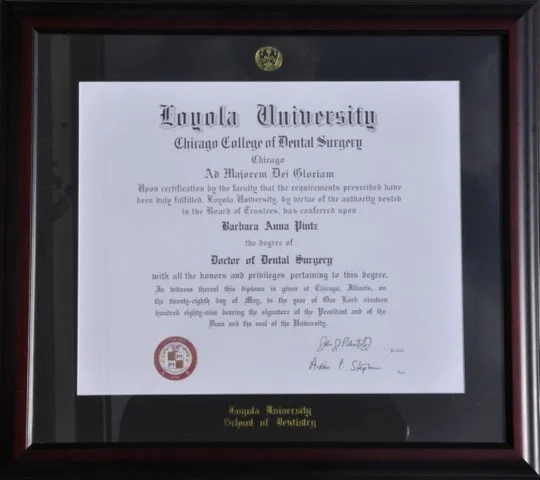 Loyola University
Chicago College of Dental Surgery
Chicago
Ad Majorem Dei Gloriam
Upon certification by the faculty that the requirements prescribed have
been duly fulfilled, Loyola University, by virtue of the authority vested
in the Board of Trustees, has conferred upon
Barbara Anna Pintz
the degree of
Doctor of Dental Surgery
with all the honors and privileges pertaining to this degree.
In witness thereof this diploma is given at Chicago, Illinois, on
the twenty-eighth day of May, in the year of Our Lord nineteen
hundred eighty-nine bearing the signature of the President and of the
Dean and the seal of the University.
Loyola University
School of Dentistry